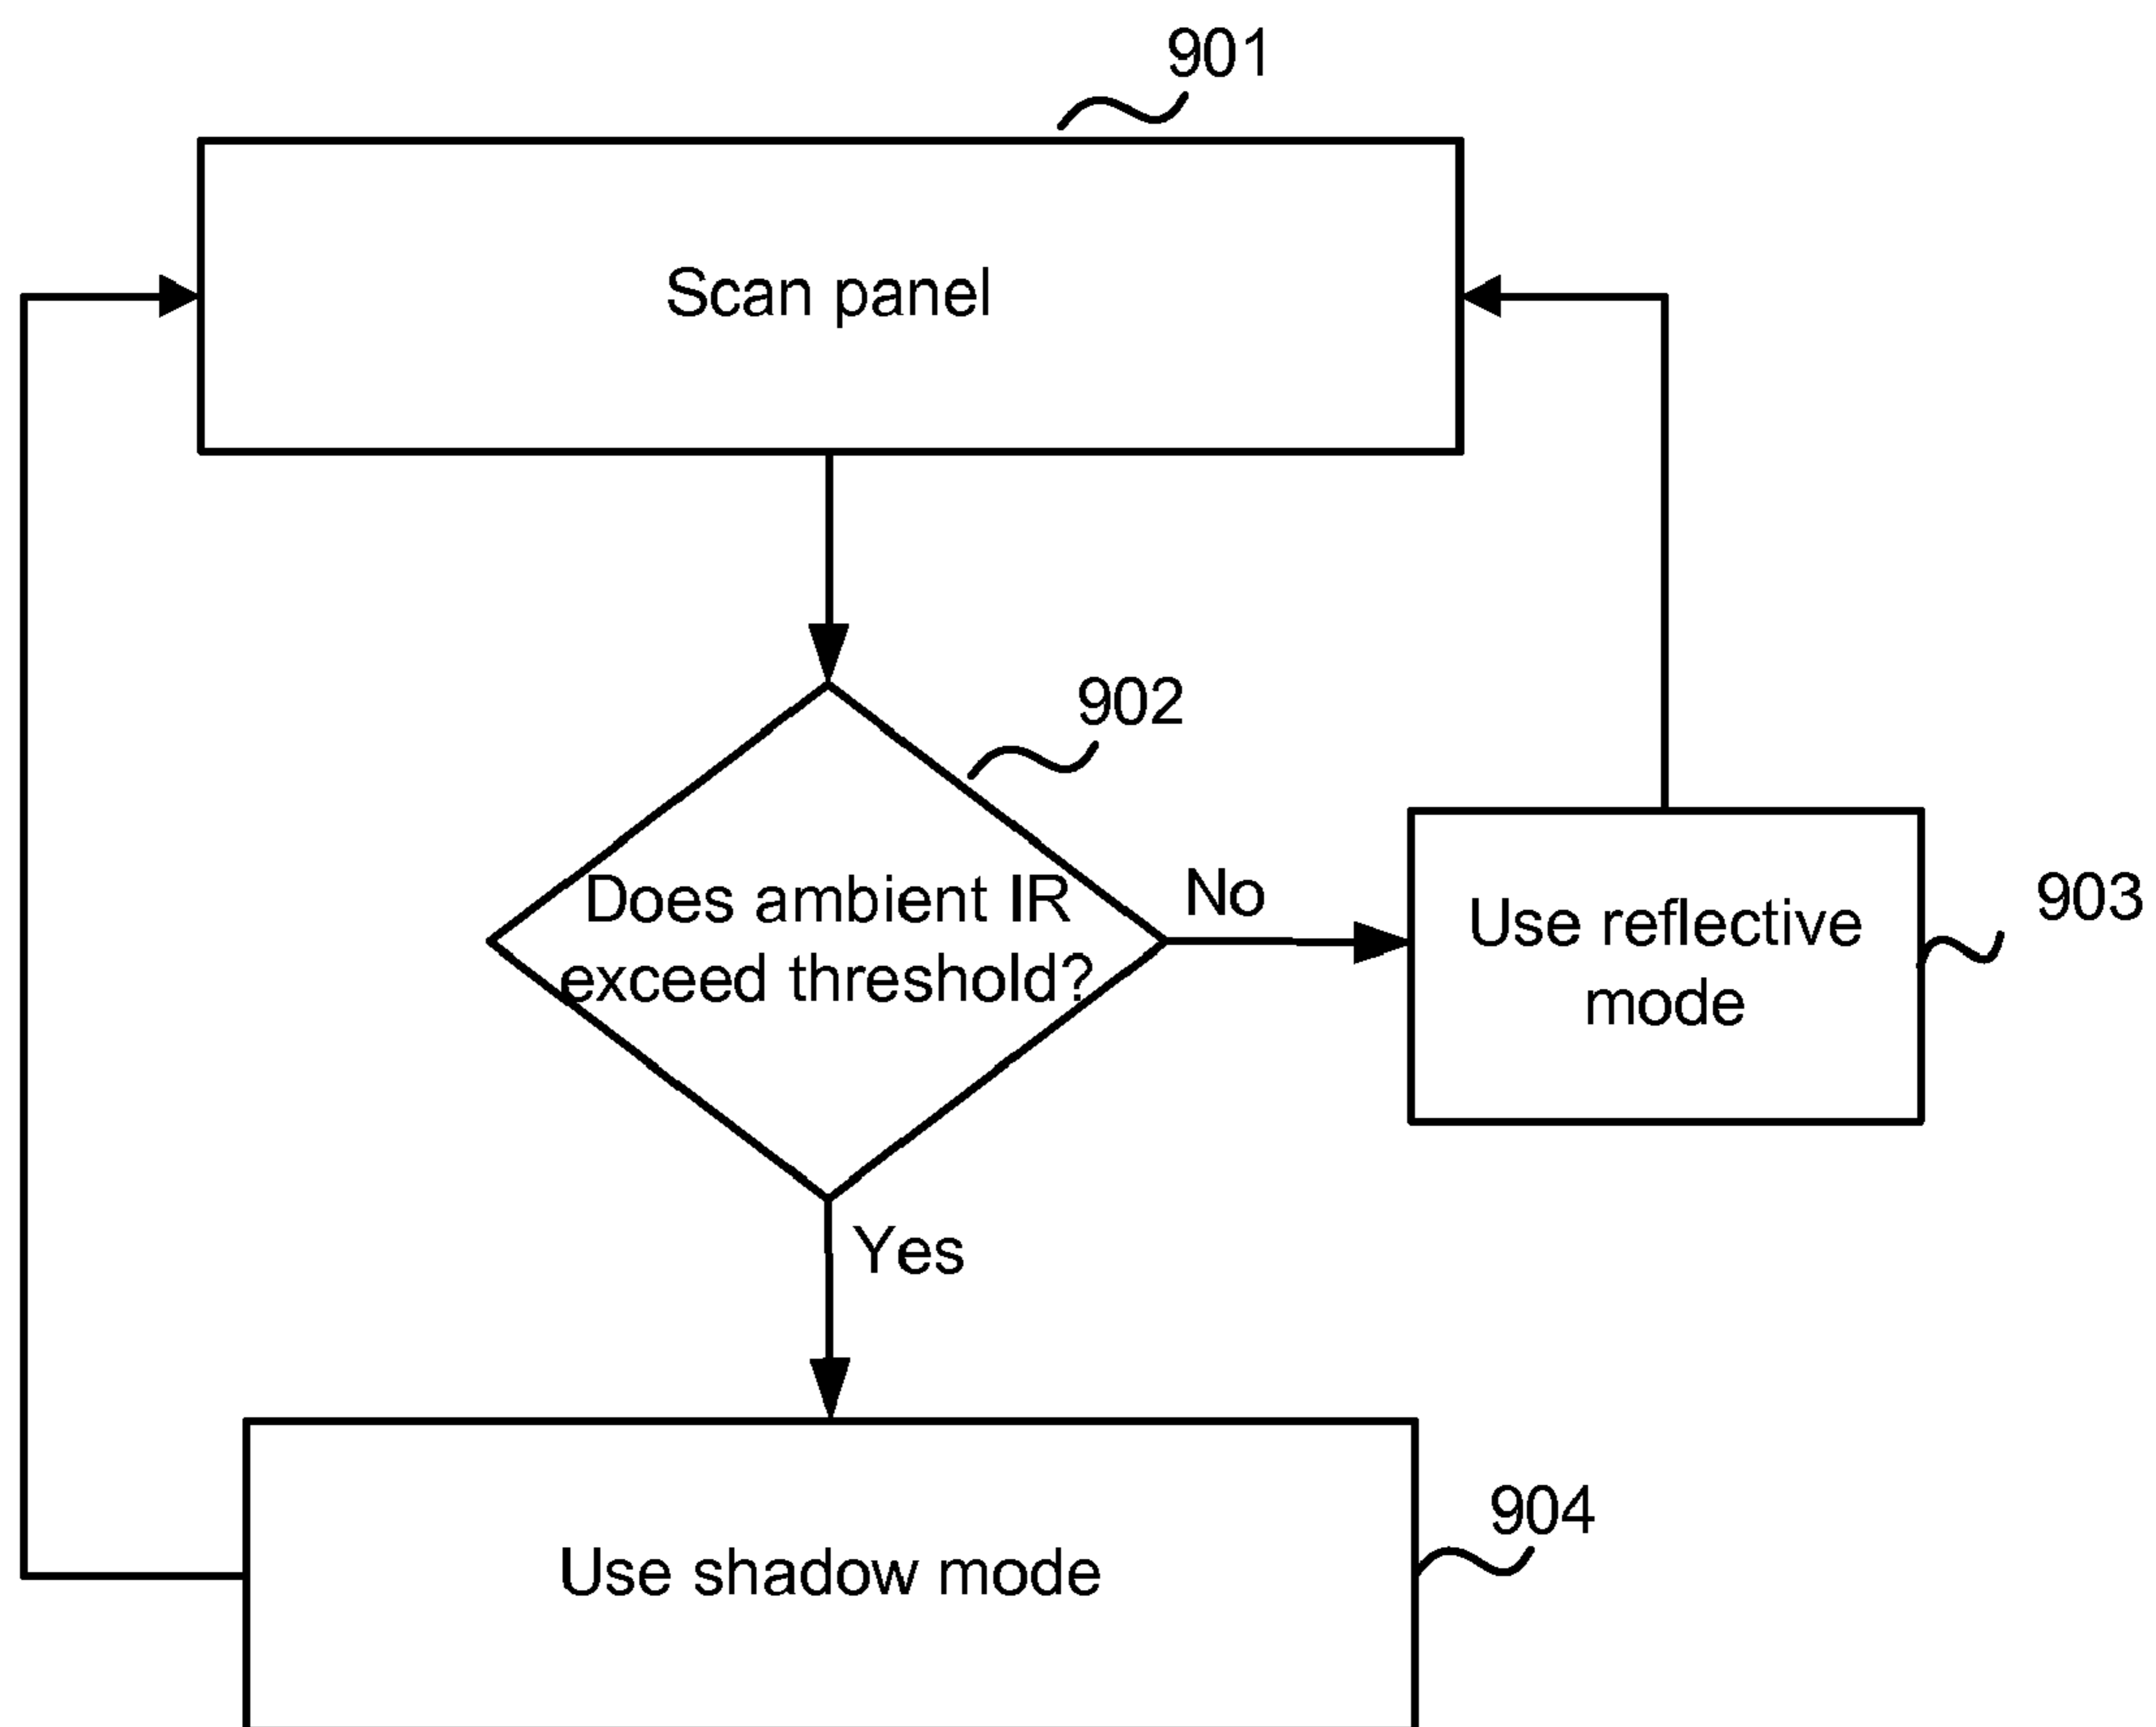 901
Scan panel
902
Does ambient IR
exceed threshold?
No
Use reflective
mode
903
Yes
904
Use shadow mode